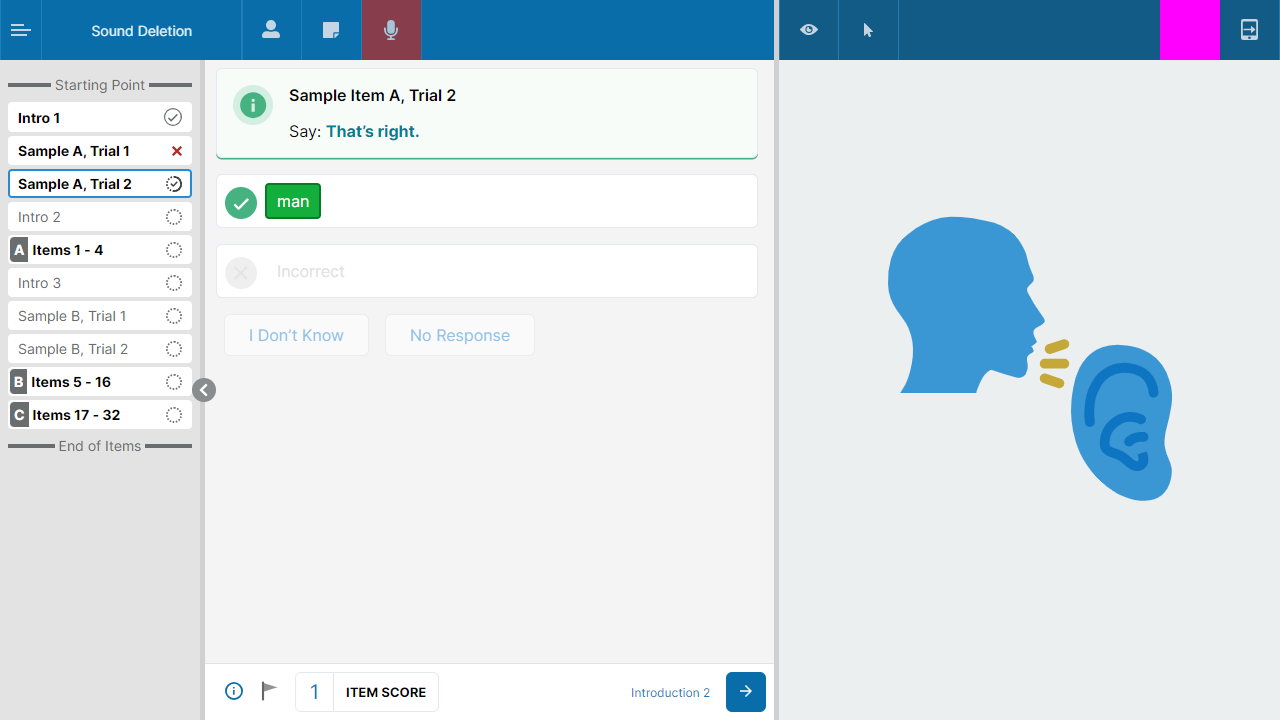 Sound Deletion
Starting Point
Intro 1
Sample A, Trial 1
Sample A, Trial 2
Intro 2
A Items 1 - 4
Intro 3
Sample B, Trial 1
Sample B, Trial 2
B Items 5 - 16
C Items 17 - 32
End of Items
Sample Item A, Trial 2
Say: That’s right.
man
Incorrect
I Don’t Know
No Response
1 ITEM SCORE
Introduction 2